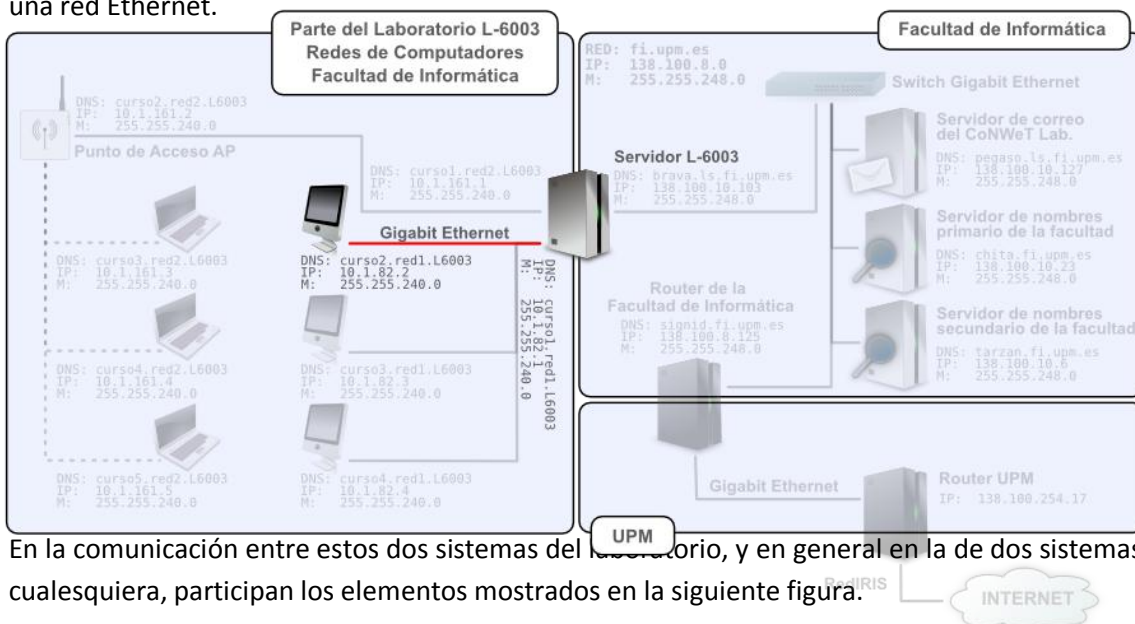 una red Ethernet.
Parte del Laboratorio L-6003
Redes de Computadores
Facultad de Informática
Facultad de Informática
RED: fi.upm.es
IP: 138.100.8.0
M: 255.255.248.0
Switch Gigabit Ethernet
DNS: curso2.red2.L6003
IP: 10.1.161.2
M: 255.255.240.0
Punto de Acceso AP
Servidor de correo
del CoNWeT Lab.
DNS: pegaso.ls.fi.upm.es
IP: 138.100.10.127
M: 255.255.248.0
DNS: curso1.red2.L6003
IP: 10.1.161.1
M: 255.255.240.0
Servidor L-6003
DNS: brava.ls.fi.upm.es
IP: 138.100.10.103
M: 255.255.248.0
Gigabit Ethernet
Servidor de nombres
primario de la facultad
DNS: chita.fi.upm.es
IP: 138.100.10.23
M: 255.255.248.0
DNS: curso3.red2.L6003
IP: 10.1.161.3
M: 255.255.240.0
DNS: curso2.red1.L6003
IP: 10.1.82.2
M: 255.255.240.0
DNS: curso1.red1.L6003
IP: 10.1.82.1
M: 255.255.240.0
Router de la
Facultad de Informática
DNS: signid.fi.upm.es
IP: 138.100.8.125
M: 255.255.248.0
Servidor de nombres
secundario de la facultad
DNS: tarzan.fi.upm.es
IP: 138.100.10.6
M: 255.255.248.0
DNS: curso4.red2.L6003
IP: 10.1.161.4
M: 255.255.240.0
DNS: curso3.red1.L6003
IP: 10.1.82.3
M: 255.255.240.0
DNS: curso5.red2.L6003
IP: 10.1.161.5
M: 255.255.240.0
DNS: curso4.red1.L6003
IP: 10.1.82.4
M: 255.255.240.0
Gigabit Ethernet
Router UPM
IP: 138.100.254.17
UPM
En la comunicación entre estos dos sistemas del laboratorio, y en general en la de dos sistemas
cualesquiera, participan los elementos mostrados en la siguiente figura.
RedIRIS
INTERNET